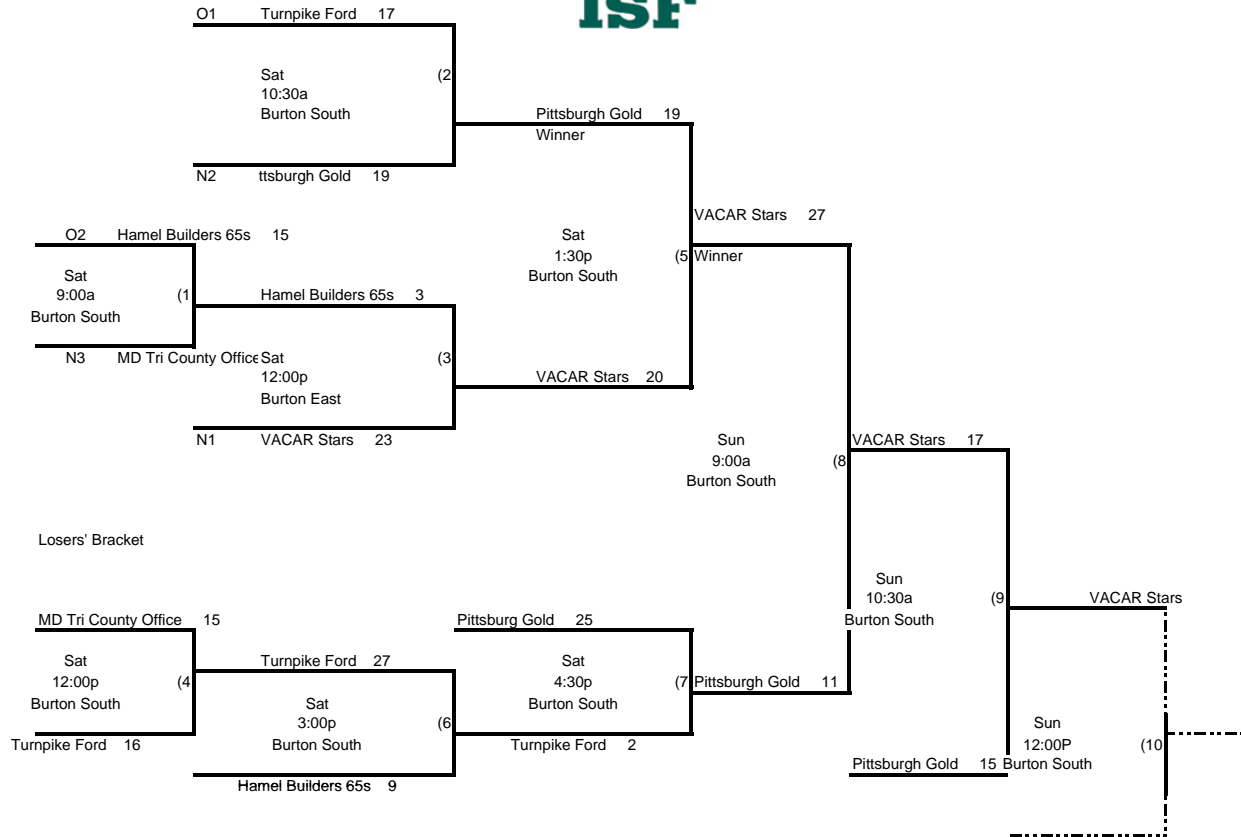 ISF
O1 Turnpike Ford 17
Sat (2
10:30a
Burton South
Pittsburgh Gold 19
Winner
N2 ttsburgh Gold 19
VACAR Stars 27
O2 Hamel Builders 65s 15
Sat
1:30p (5 Winner
Burton South
Sat
9:00a (1
Burton South
Hamel Builders 65s 3
N3 MD Tri County Office Sat (3
12:00p
Burton East
VACAR Stars 20
N1 VACAR Stars 23
Sun
9:00a (8
Burton South
VACAR Stars 17
Losers' Bracket
Sun
10:30a (9
Burton South
VACAR Stars
MD Tri County Office 15
Pittsburg Gold 25
Sat
12:00p (4
Burton South
Turnpike Ford 27
Sat
4:30p (7 Pittsburgh Gold 11
Burton South
Sat
3:00p (6
Burton South
Turnpike Ford 16
Turnpike Ford 2
Sun
12:00P (10
Pittsburgh Gold 15 Burton South
Hamel Builders 65s 9